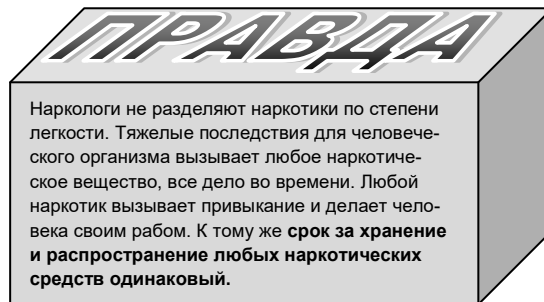 ПРАВДА
Наркологи не разделяют наркотики по степени
легкости. Тяжелые последствия для человече-
ского организма вызывает любое наркотиче-
ское вещество, все дело во времени. Любой
наркотик вызывает привыкание и делает чело-
века своим рабом. К тому же срок за хранение
и распространение любых наркотических
средств одинаковый.